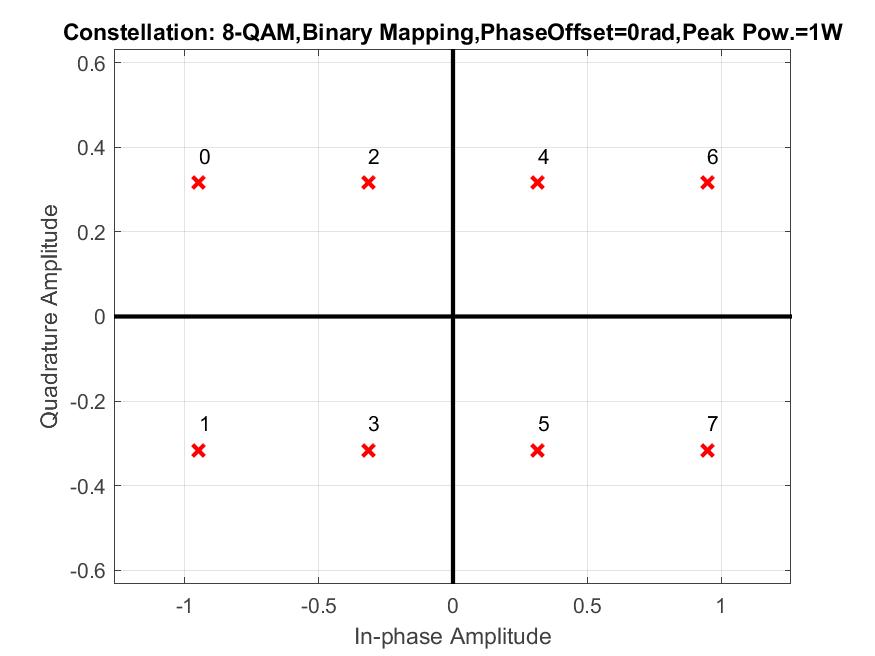 Constellation: 8-QAM,Binary Mapping,PhaseOffset=0rad,Peak Pow.=1W
0.6
0.4
0.2
0
-0.2
-0.4
-0.6
Quadrature Amplitude
0 2 4 6
1 3 5 7
-1 -0.5 0 0.5 1
In-phase Amplitude